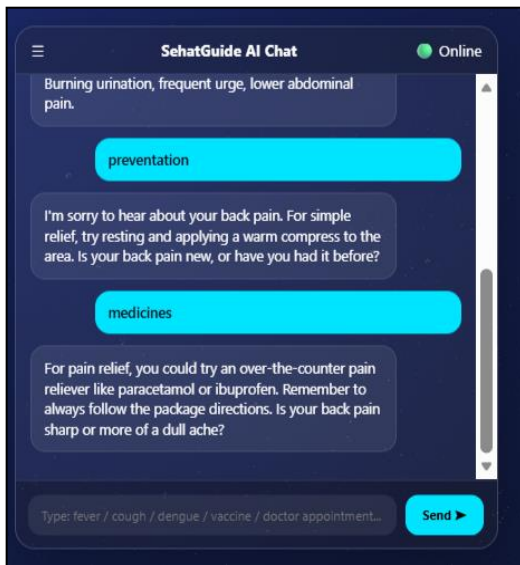 ☰ SehatGuide AI Chat Online
Burning urination, frequent urge, lower abdominal
pain.
preventation
I'm sorry to hear about your back pain. For simple
relief, try resting and applying a warm compress to the
area. Is your back pain new, or have you had it before?
medicines
For pain relief, you could try an over-the-counter pain
reliever like paracetamol or ibuprofen. Remember to
always follow the package directions. Is your back pain
sharp or more of a dull ache?
Type: fever / cough / dengue / vaccine / doctor appointment... Send ➤